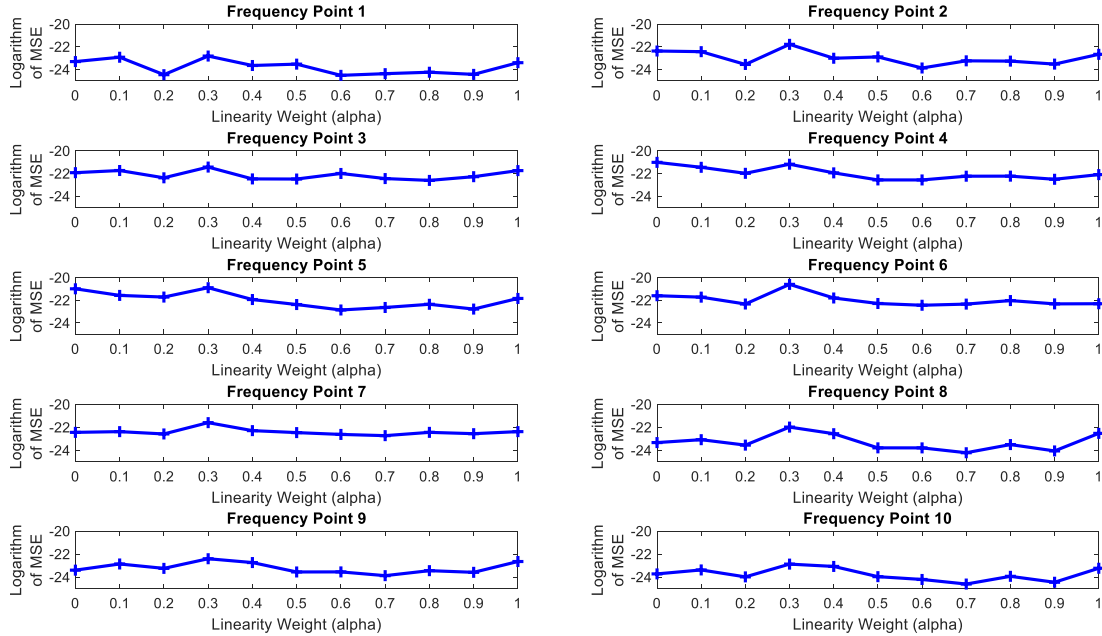 Frequency Point 1
-20
-22
-24
Logarithm
of MSE
0 0.1 0.2 0.3 0.4 0.5 0.6 0.7 0.8 0.9 1
Linearity Weight (alpha)
Frequency Point 2
-20
-22
-24
Logarithm
of MSE
0 0.1 0.2 0.3 0.4 0.5 0.6 0.7 0.8 0.9 1
Linearity Weight (alpha)
Frequency Point 3
-20
-22
-24
Logarithm
of MSE
0 0.1 0.2 0.3 0.4 0.5 0.6 0.7 0.8 0.9 1
Linearity Weight (alpha)
Frequency Point 4
-20
-22
-24
Logarithm
of MSE
0 0.1 0.2 0.3 0.4 0.5 0.6 0.7 0.8 0.9 1
Linearity Weight (alpha)
Frequency Point 5
-20
-22
-24
Logarithm
of MSE
0 0.1 0.2 0.3 0.4 0.5 0.6 0.7 0.8 0.9 1
Linearity Weight (alpha)
Frequency Point 6
-20
-22
-24
Logarithm
of MSE
0 0.1 0.2 0.3 0.4 0.5 0.6 0.7 0.8 0.9 1
Linearity Weight (alpha)
Frequency Point 7
-20
-22
-24
Logarithm
of MSE
0 0.1 0.2 0.3 0.4 0.5 0.6 0.7 0.8 0.9 1
Linearity Weight (alpha)
Frequency Point 8
-20
-22
-24
Logarithm
of MSE
0 0.1 0.2 0.3 0.4 0.5 0.6 0.7 0.8 0.9 1
Linearity Weight (alpha)
Frequency Point 9
-20
-22
-24
Logarithm
of MSE
0 0.1 0.2 0.3 0.4 0.5 0.6 0.7 0.8 0.9 1
Linearity Weight (alpha)
Frequency Point 10
-20
-22
-24
Logarithm
of MSE
0 0.1 0.2 0.3 0.4 0.5 0.6 0.7 0.8 0.9 1
Linearity Weight (alpha)